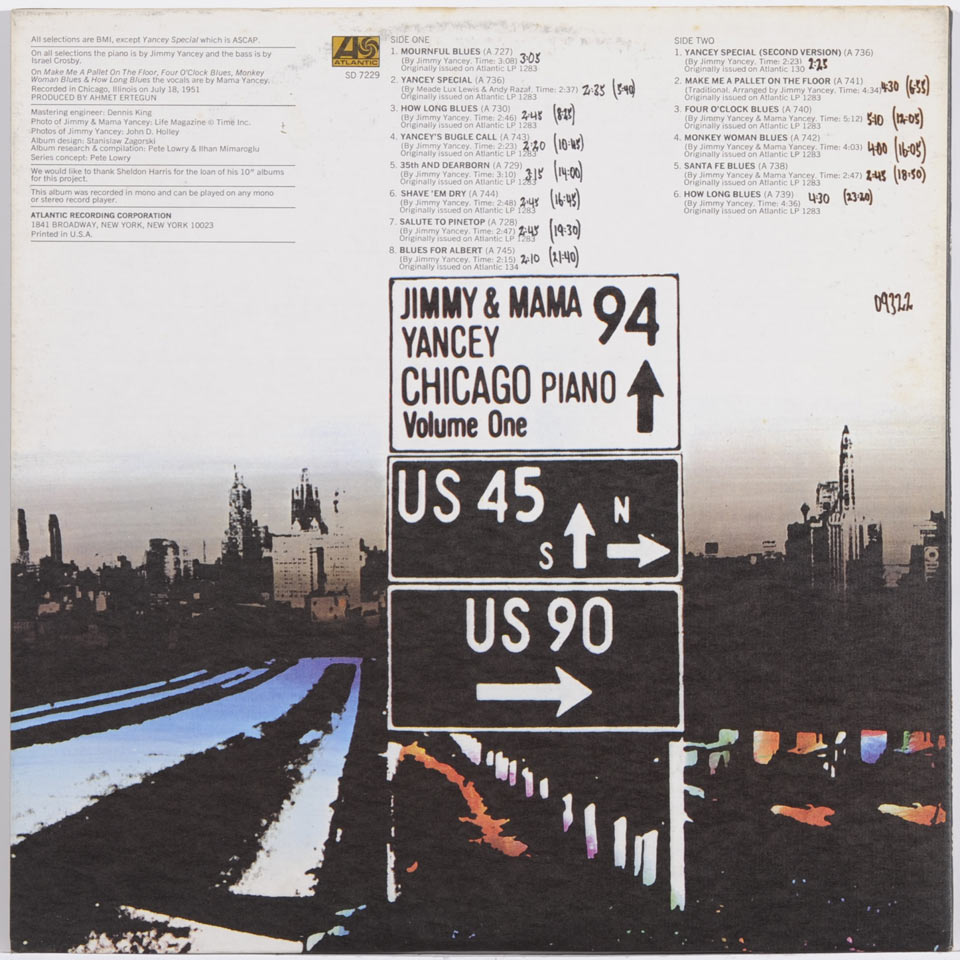 All selections are BMI, except Yancey Special which is ASCAP.
On all selections the piano is by Jimmy Yancey and the bass is by
Israel Crosby.
On Make Me A Pallet On The Floor, Four O'Clock Blues, Monkey
Woman Blues & How Long Blues the vocals are by Mama Yancey.
Recorded in Chicago, Illinois on July 18, 1951
PRODUCED BY AHMET ERTEGUN
Mastering engineer: Dennis King
Photo of Jimmy & Mama Yancey: Life Magazine © Time Inc.
Photos of Jimmy Yancey: John D. Holley
Album design: Stanislaw Zagorski
Album research & compilation: Pete Lowry & Ilhan Mimaroglu
Series concept: Pete Lowry
We would like to thank Sheldon Harris for the loan of his 10" albums
for this project.
This album was recorded in mono and can be played on any mono
or stereo record player.
ATLANTIC RECORDING CORPORATION
1841 BROADWAY, NEW YORK, NEW YORK 10023
Printed in U.S.A.
ATLANTIC
SD 7229
SIDE ONE
1. MOURNFUL BLUES (A 727)
(By Jimmy Yancey. Time: 3:08) 3:05
Originally issued on Atlantic LP 1283
2. YANCEY SPECIAL (A 736)
(By Meade Lux Lewis & Andy Razaf. Time: 2:37) 2:35 (5:40)
Originally issued on Atlantic LP 1283
3. HOW LONG BLUES (A 730)
(By Jimmy Yancey. Time: 2:46) 2:45 (8:25)
Originally issued on Atlantic LP 1283
4. YANCEY'S BUGLE CALL (A 743)
(By Jimmy Yancey. Time: 2:23) 2:20 (10:45)
Originally issued on Atlantic LP 1283
5. 35th AND DEARBORN (A 729)
(By Jimmy Yancey. Time: 3:10) 3:15 (14:00)
Originally issued on Atlantic LP 1283
6. SHAVE 'EM DRY (A 744)
(By Jimmy Yancey. Time: 2:48) 2:45 (16:45)
Originally issued on Atlantic LP 1283
7. SALUTE TO PINETOP (A 728)
(By Jimmy Yancey. Time: 2:47) 2:45 (19:30)
Originally issued on Atlantic LP 1283
8. BLUES FOR ALBERT (A 745)
(By Jimmy Yancey. Time: 2:15) 2:10 (21:40)
Originally issued on Atlantic 134
SIDE TWO
1. YANCEY SPECIAL (SECOND VERSION) (A 736)
(By Jimmy Yancey. Time: 2:23) 2:25
Originally issued on Atlantic 130
2. MAKE ME A PALLET ON THE FLOOR (A 741)
(Traditional. Arranged by Jimmy Yancey. Time: 4:34) 4:30 (6:55)
Originally issued on Atlantic LP 1283
3. FOUR O'CLOCK BLUES (A 740)
(By Jimmy Yancey & Mama Yancey. Time: 5:12) 5:10 (12:05)
Originally issued on Atlantic LP 1283
4. MONKEY WOMAN BLUES (A 742)
(By Jimmy Yancey & Mama Yancey. Time: 4:03) 4:00 (16:05)
Originally issued on Atlantic LP 1283
5. SANTA FE BLUES (A 738)
(By Jimmy Yancey & Mama Yancey. Time: 2:47) 2:45 (18:50)
Originally issued on Atlantic LP 1283
6. HOW LONG BLUES (A 739)
(By Jimmy Yancey. Time: 4:36) 4:30 (23:20)
Originally issued on Atlantic LP 1283
09322
JIMMY & MAMA 94
YANCEY
CHICAGO PIANO
Volume One
US 45
N
S
US 90